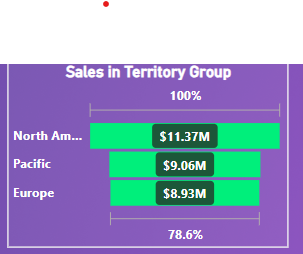 Sales in Territory Group
100%
North Am... $11.37M
Pacific $9.06M
Europe $8.93M
78.6%